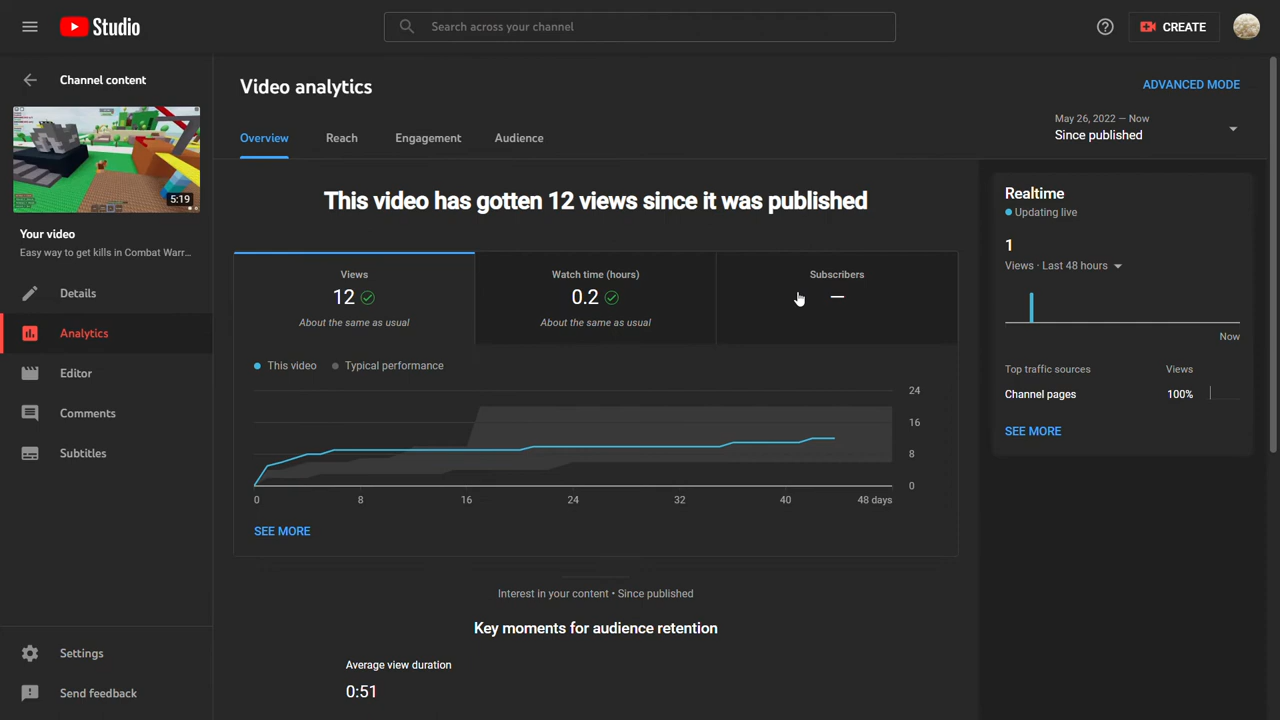 Studio
Search across your channel
CREATE
Channel content
5:19
Your video
Easy way to get kills in Combat Warr...
Details
Analytics
Editor
Comments
Subtitles
Settings
Send feedback
Video analytics
ADVANCED MODE
Overview
Reach
Engagement
Audience
May 26, 2022 – Now
Since published
This video has gotten 12 views since it was published
Views
12
About the same as usual
Watch time (hours)
0.2
About the same as usual
Subscribers
—
This video
Typical performance
24
16
8
0
0
8
16
24
32
40
48 days
SEE MORE
Interest in your content • Since published
Key moments for audience retention
Average view duration
0:51
Realtime
Updating live
1
Views · Last 48 hours
Now
Top traffic sources
Views
Channel pages
100%
SEE MORE